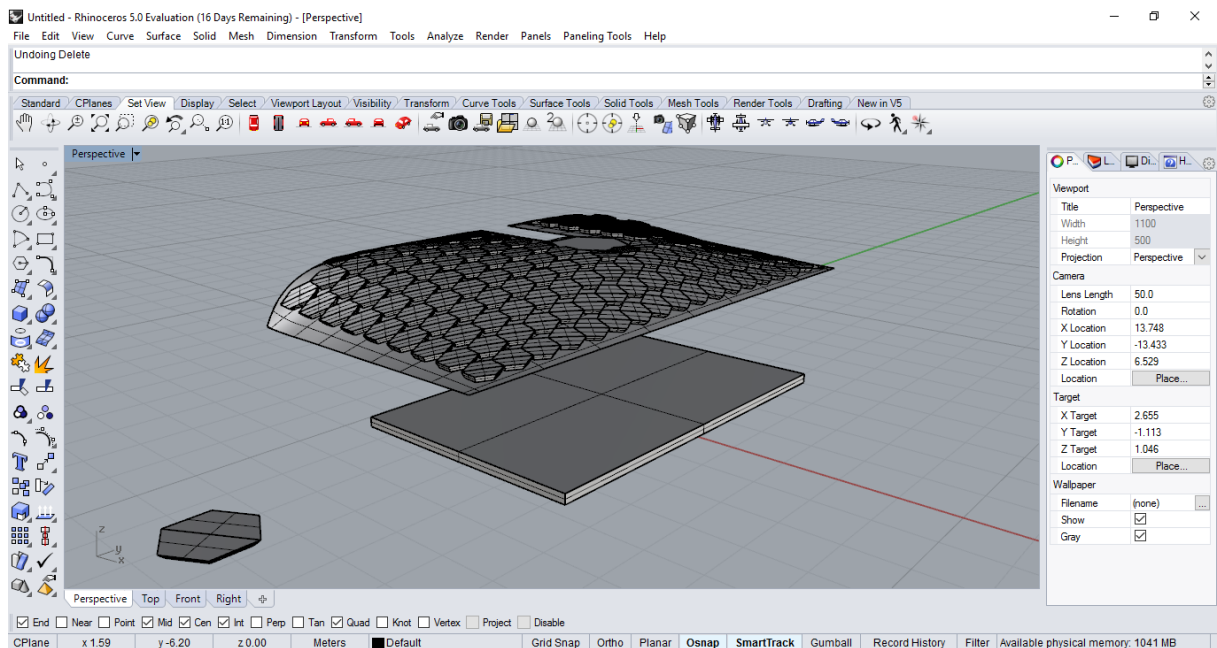 Untitled - Rhinoceros 5.0 Evaluation (16 Days Remaining) - [Perspective]
File Edit View Curve Surface Solid Mesh Dimension Transform Tools Analyze Render Panels Paneling Tools Help
Undoing Delete
Command:
Standard CPlanes Set View Display Select Viewport Layout Visibility Transform Curve Tools Surface Tools Solid Tools Mesh Tools Render Tools Drafting New in V5
Perspective
P... L... Di... H...
Viewport
Title Perspective
Width 1100
Height 500
Projection Perspective
Camera
Lens Length 50.0
Rotation 0.0
X Location 13.748
Y Location -13.433
Z Location 6.529
Location Place...
Target
X Target 2.655
Y Target -1.113
Z Target 1.046
Location Place...
Wallpaper
Filename (none) ...
Show
Gray
z
y
x
Perspective Top Front Right
End Near Point Mid Cen Int Perp Tan Quad Knot Vertex Project Disable
CPlane x 1.59 y -6.20 z 0.00 Meters Default Grid Snap Ortho Planar Osnap SmartTrack Gumball Record History Filter Available physical memory: 1041 MB